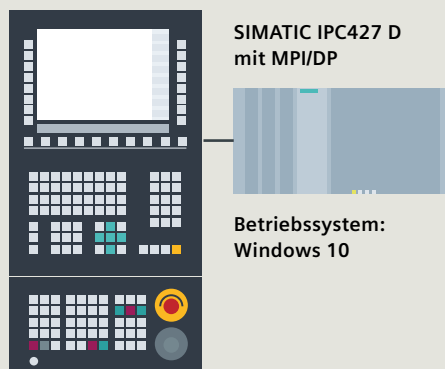 SIMATIC IPC427 D
mit MPI/DP
Betriebssystem:
Windows 10